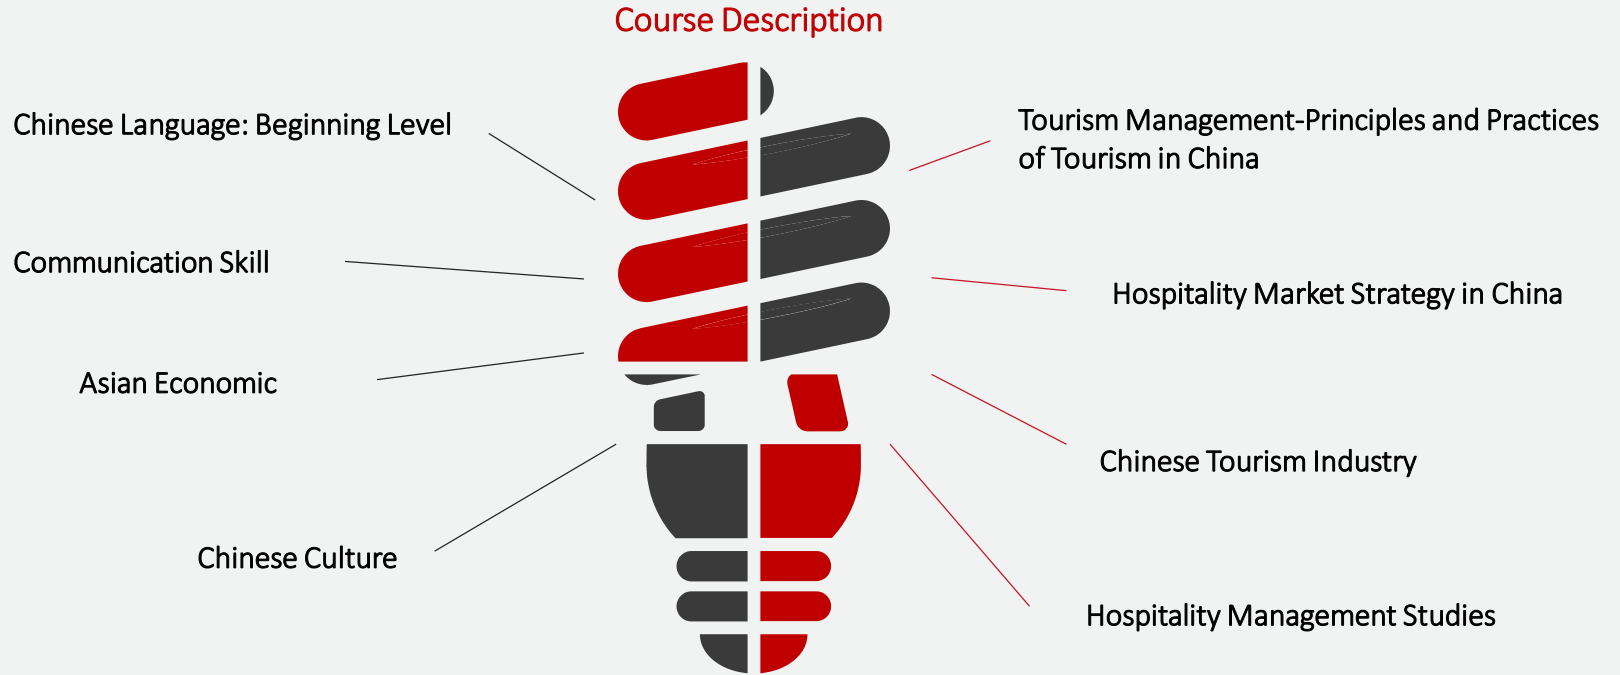 Course Description
Chinese Language: Beginning Level
Communication Skill
Asian Economic
Chinese Culture
Tourism Management-Principles and Practices
of Tourism in China
Hospitality Market Strategy in China
Chinese Tourism Industry
Hospitality Management Studies